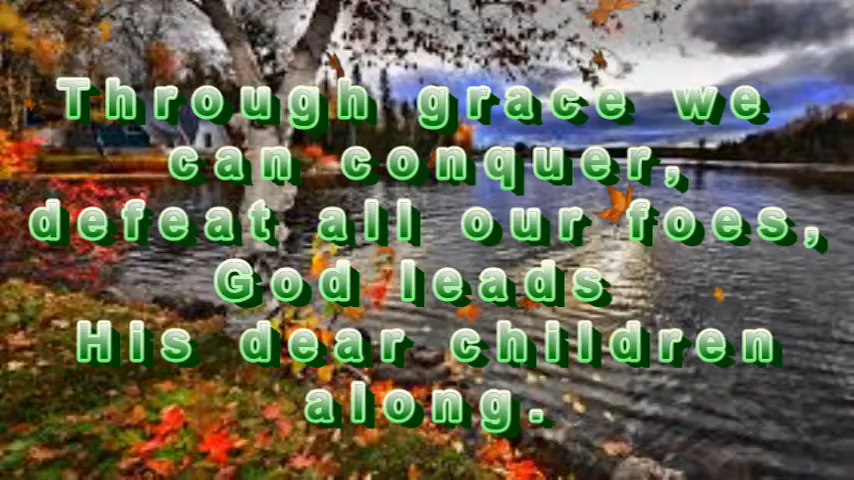 Through grace we
can conquer,
defeat all our foes,
God leads
His dear children
along.